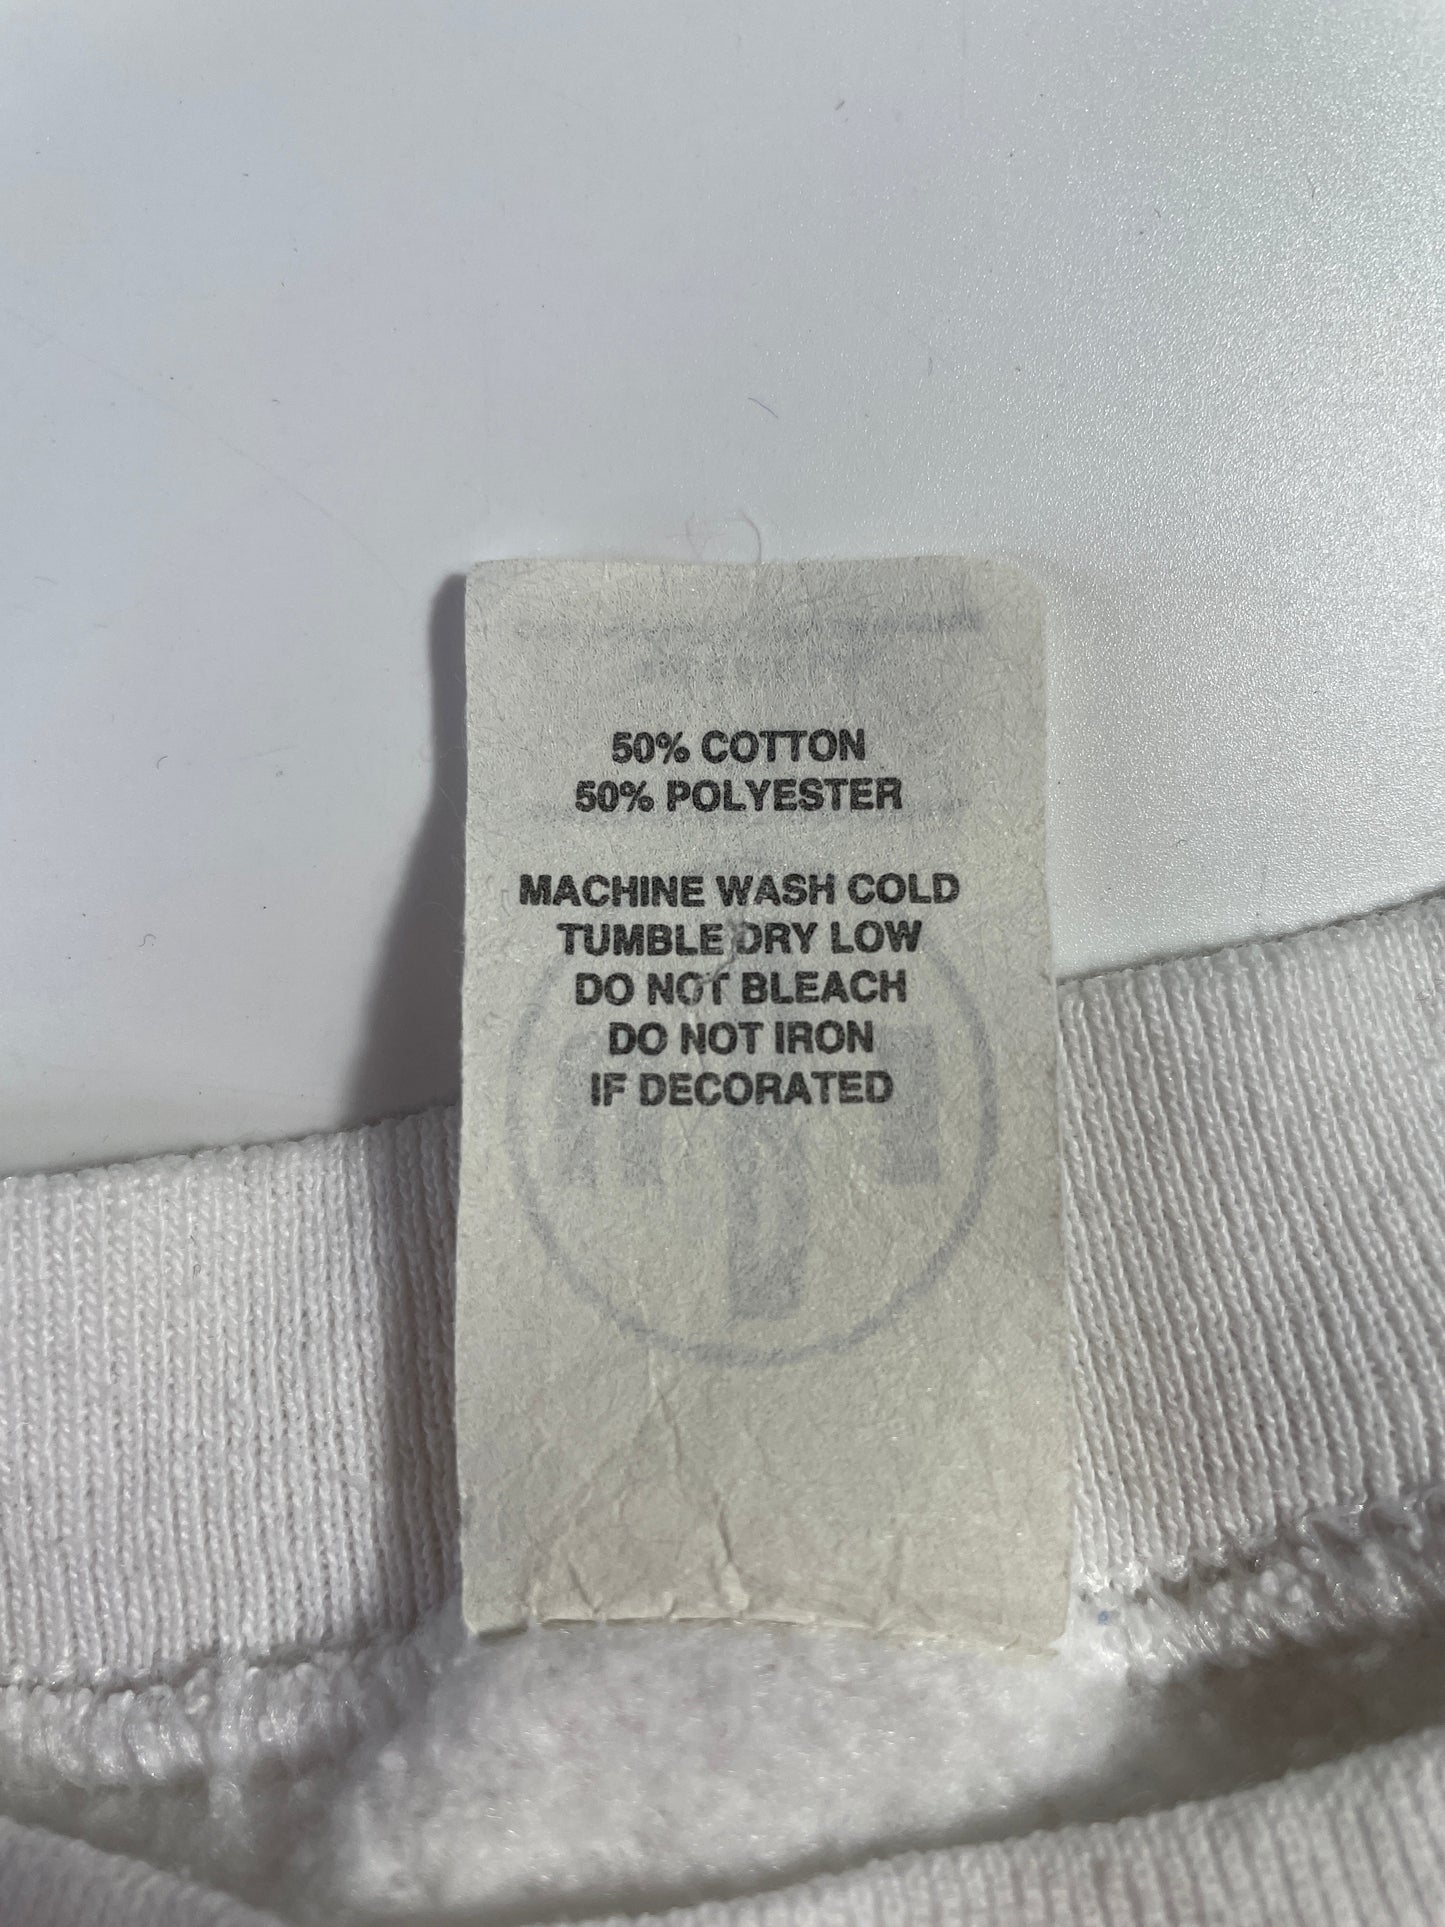 50% COTTON
50% POLYESTER
MACHINE WASH COLD
TUMBLE DRY LOW
DO NOT BLEACH
DO NOT IRON
IF DECORATED